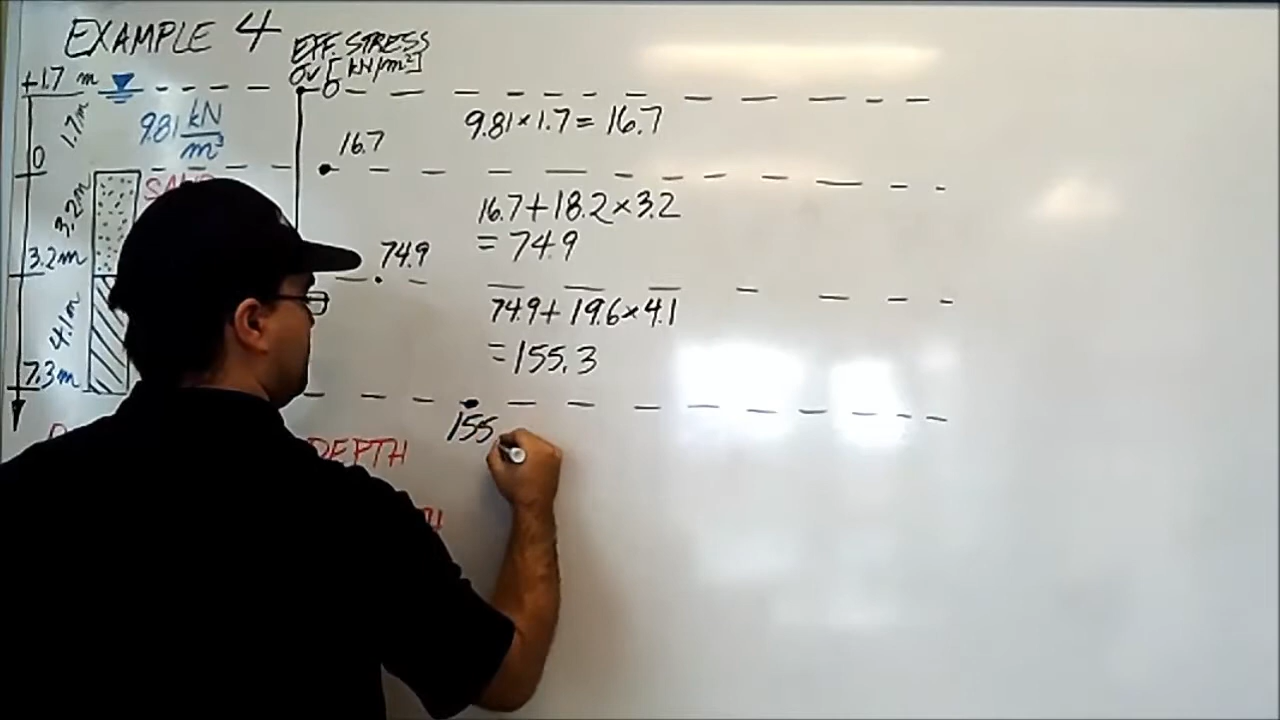 EXAMPLE 4
EFF. STRESS
σv [kN/m²]
+1.7 m
0
1.7m
9.81 kN/m³
9.81×1.7= 16.7
16.7
0
3.2m
16.7+18.2×3.2
= 74.9
74.9
3.2m
4.1m
74.9+ 19.6×4.1
=155.3
7.3m
155
DEPTH